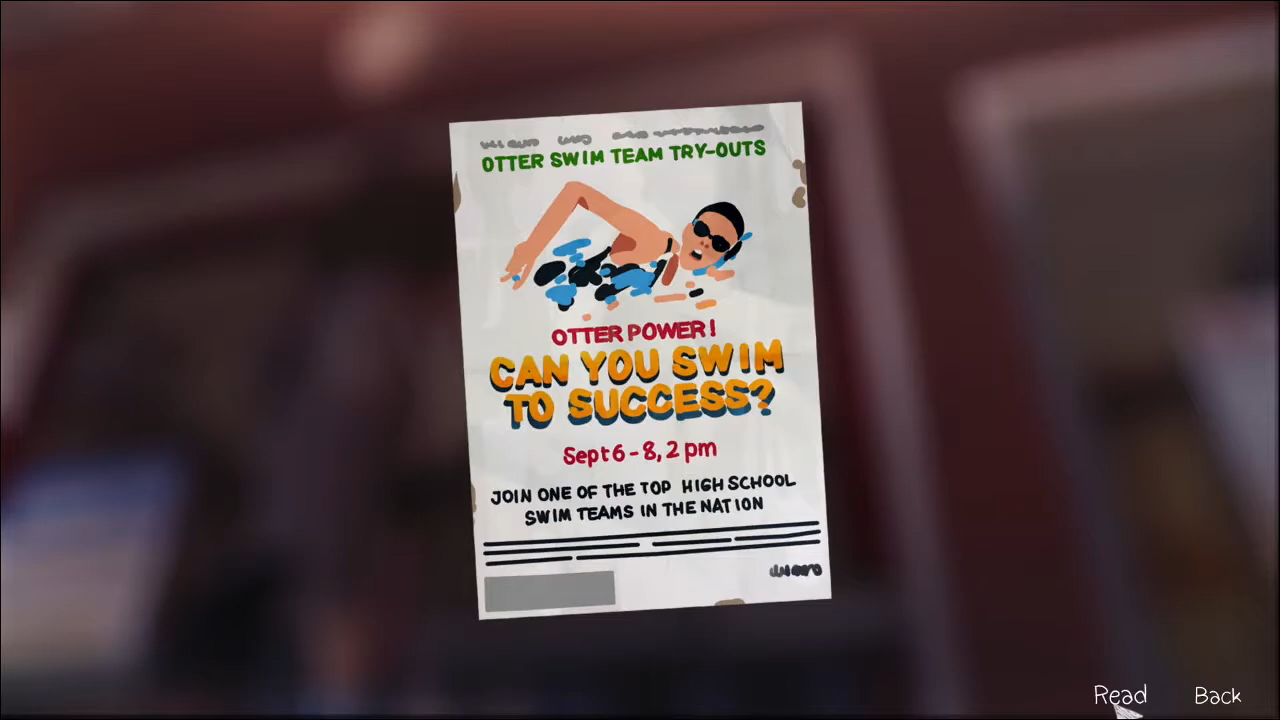 OTTER SWIM TEAM TRY-OUTS
OTTER POWER!
CAN YOU SWIM
TO SUCCESS?
Sept 6 - 8, 2 pm
JOIN ONE OF THE TOP HIGH SCHOOL
SWIM TEAMS IN THE NATION
Read
Back